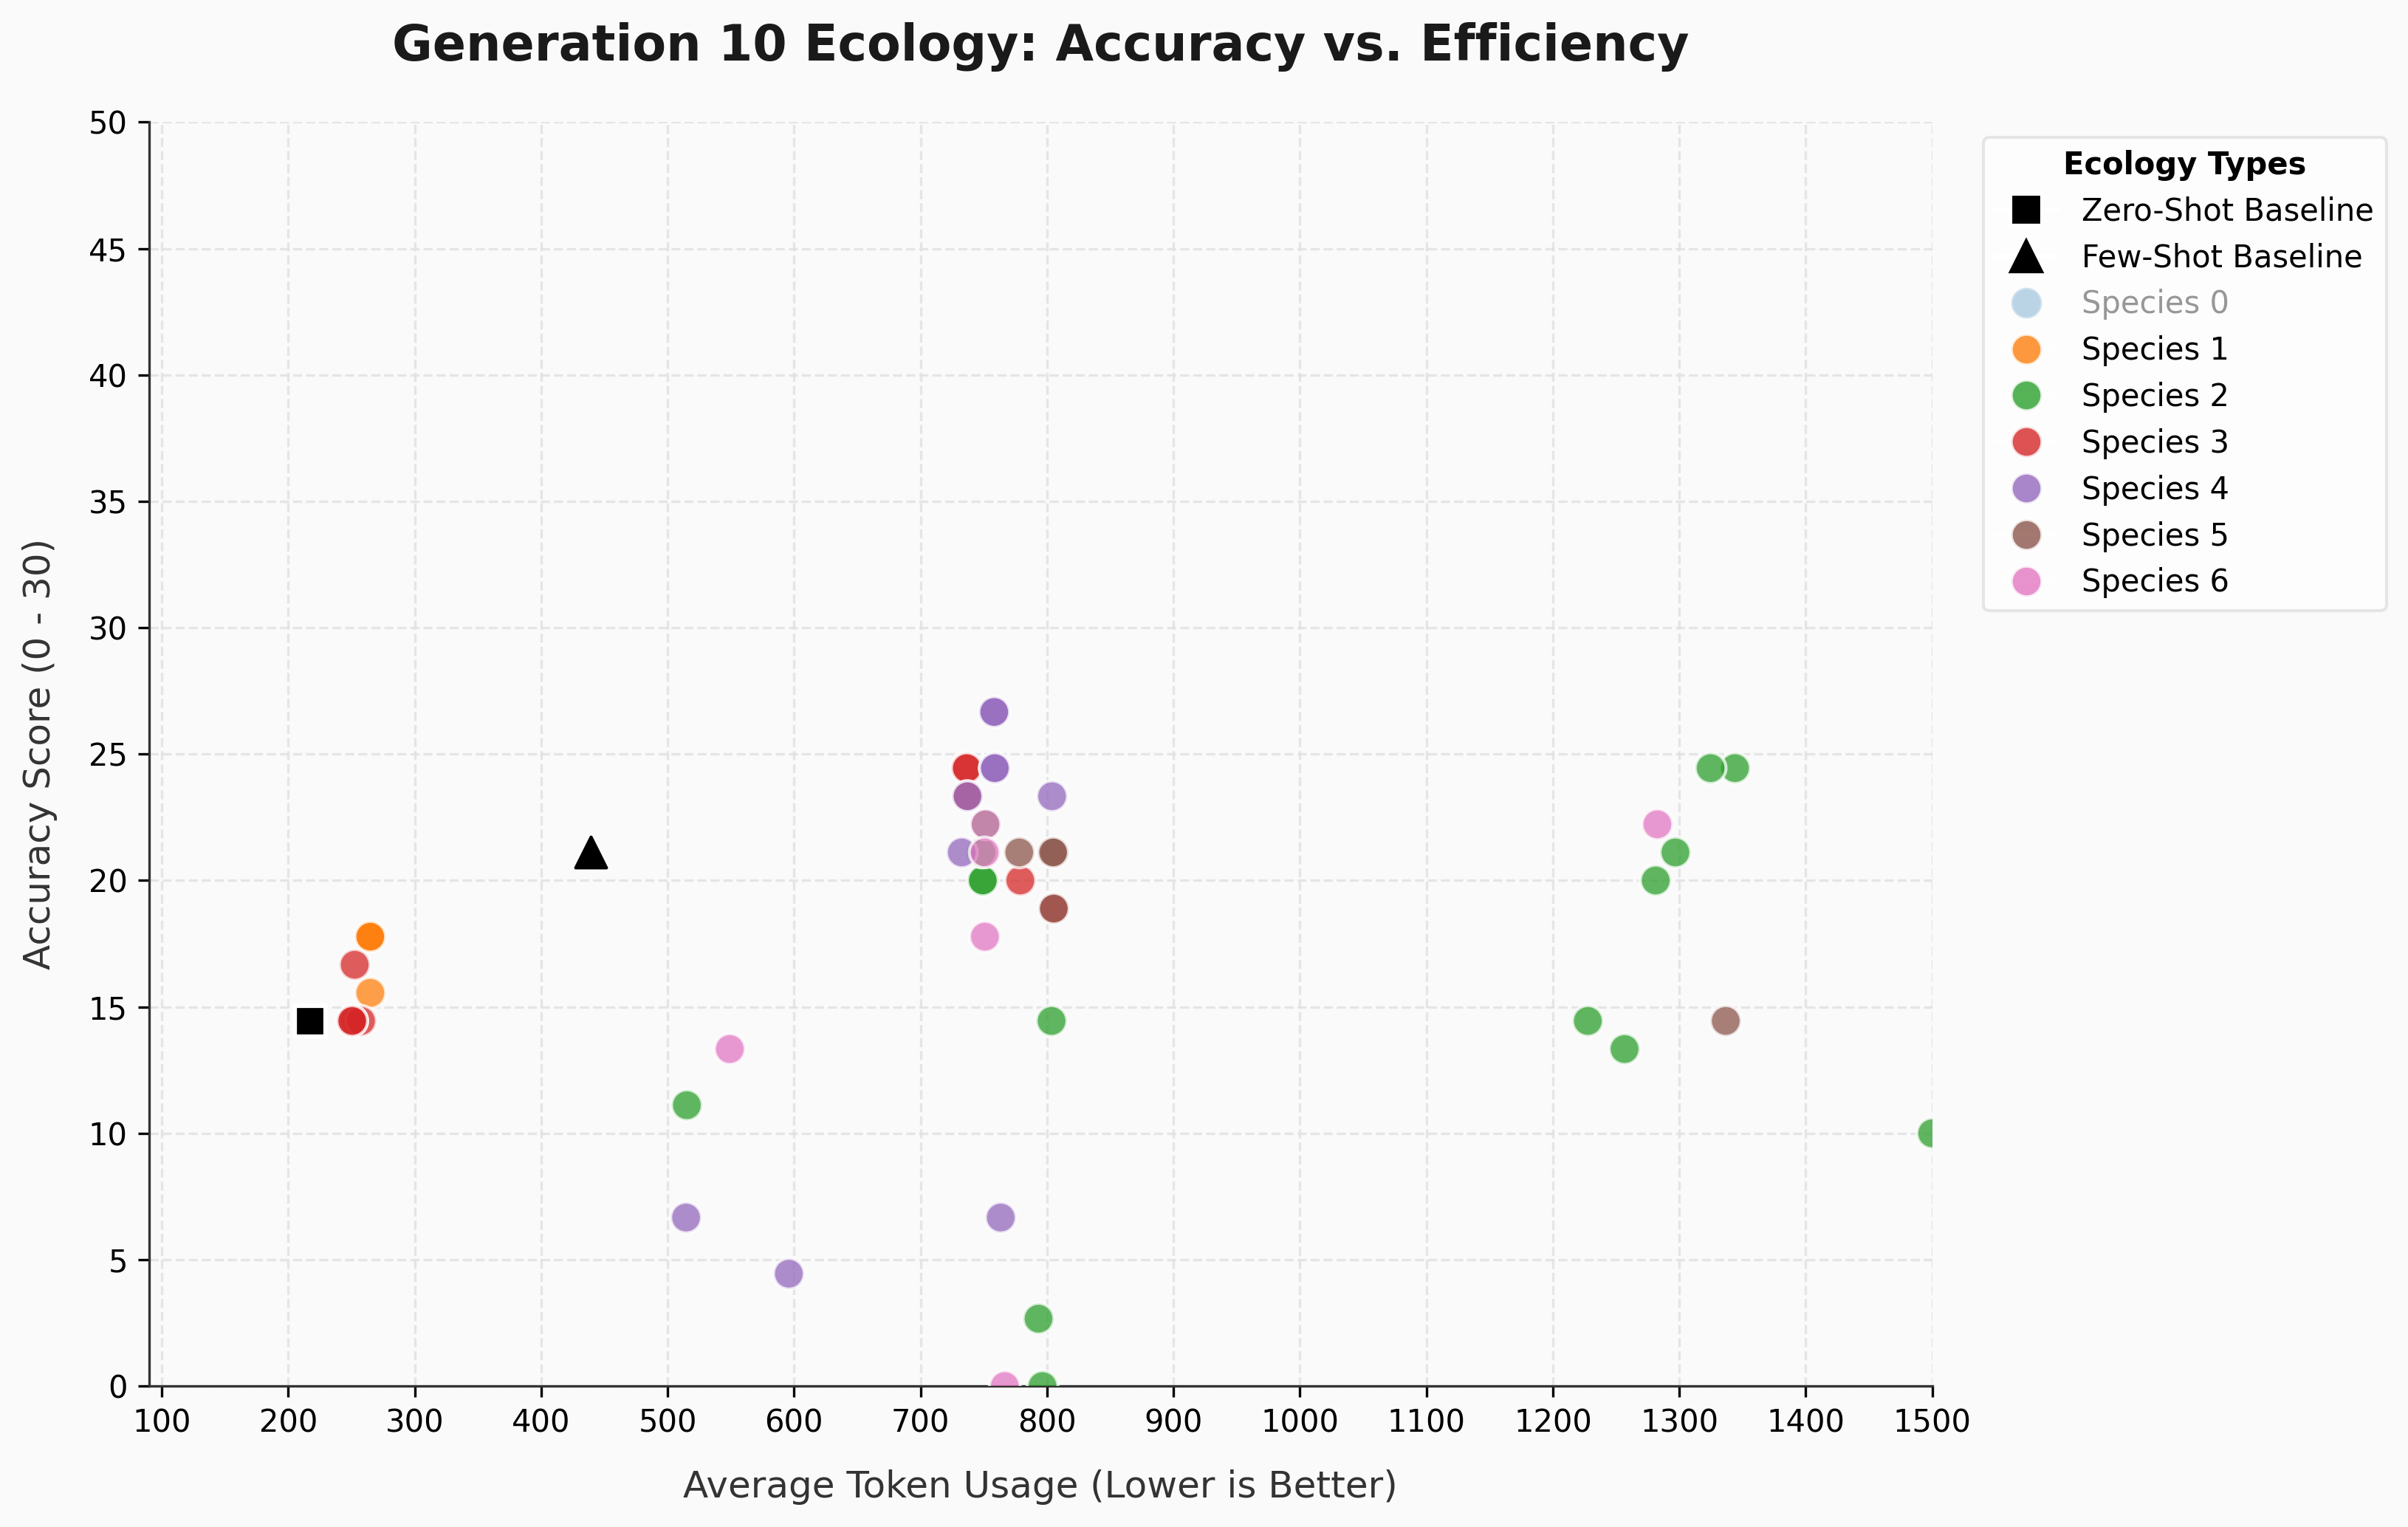 Generation 10 Ecology: Accuracy vs. Efficiency
50
45
40
35
30
25
20
15
10
5
0
Accuracy Score (0 - 30)
100 200 300 400 500 600 700 800 900 1000 1100 1200 1300 1400 1500
Average Token Usage (Lower is Better)
Ecology Types
Zero-Shot Baseline
Few-Shot Baseline
Species 0
Species 1
Species 2
Species 3
Species 4
Species 5
Species 6